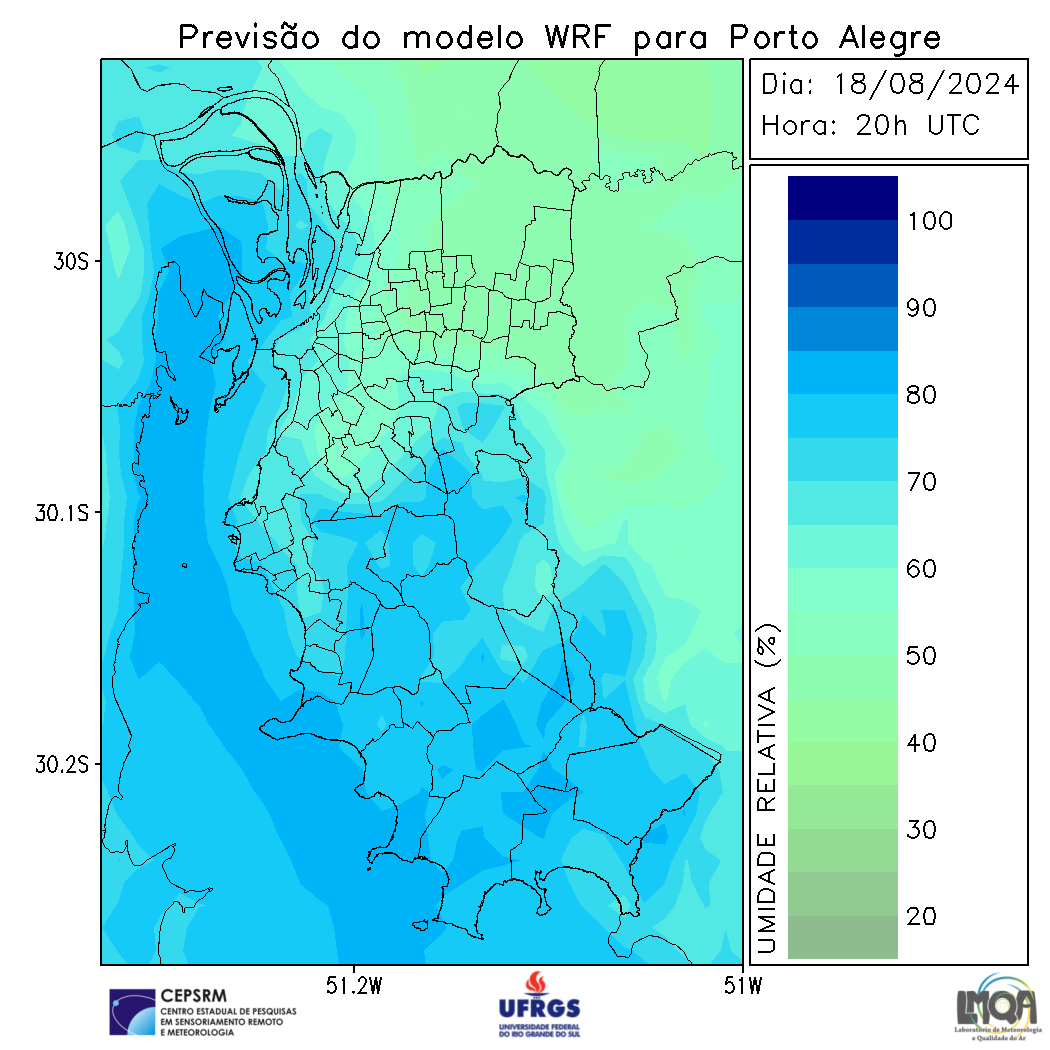 Previsão do modelo WRF para Porto Alegre
Dia: 18/08/2024
Hora: 20h UTC
30S
30.1S
30.2S
51.2W
51W
100
90
80
70
60
50
40
30
20
UMIDADE RELATIVA (%)
CEPSRM
CENTRO ESTADUAL DE PESQUISAS
EM SENSORIAMENTO REMOTO
E METEOROLOGIA
UFRGS
UNIVERSIDADE FEDERAL
DO RIO GRANDE DO SUL
LMQA
Laboratório de Meteorologia
e Qualidade do Ar